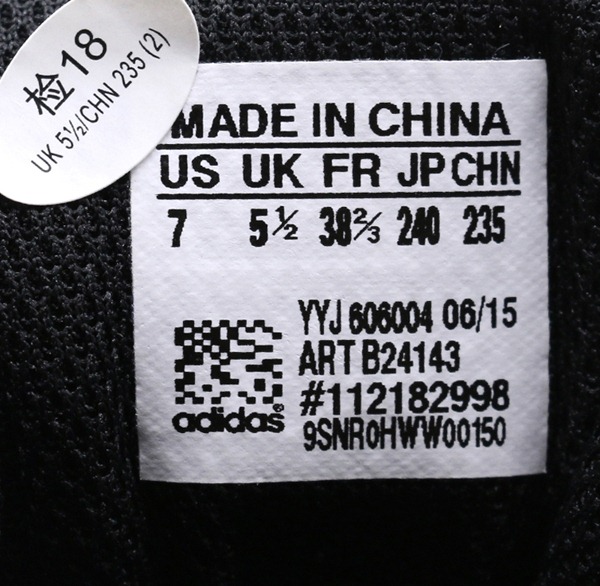 检18
UK 5½/CHN 235 (2)
MADE IN CHINA
US UK FR JP CHN
7 5½ 38⅔ 240 235
YYJ 606004 06/15
ART B24143
#112182998
9SNR0HWW00150
adidas®